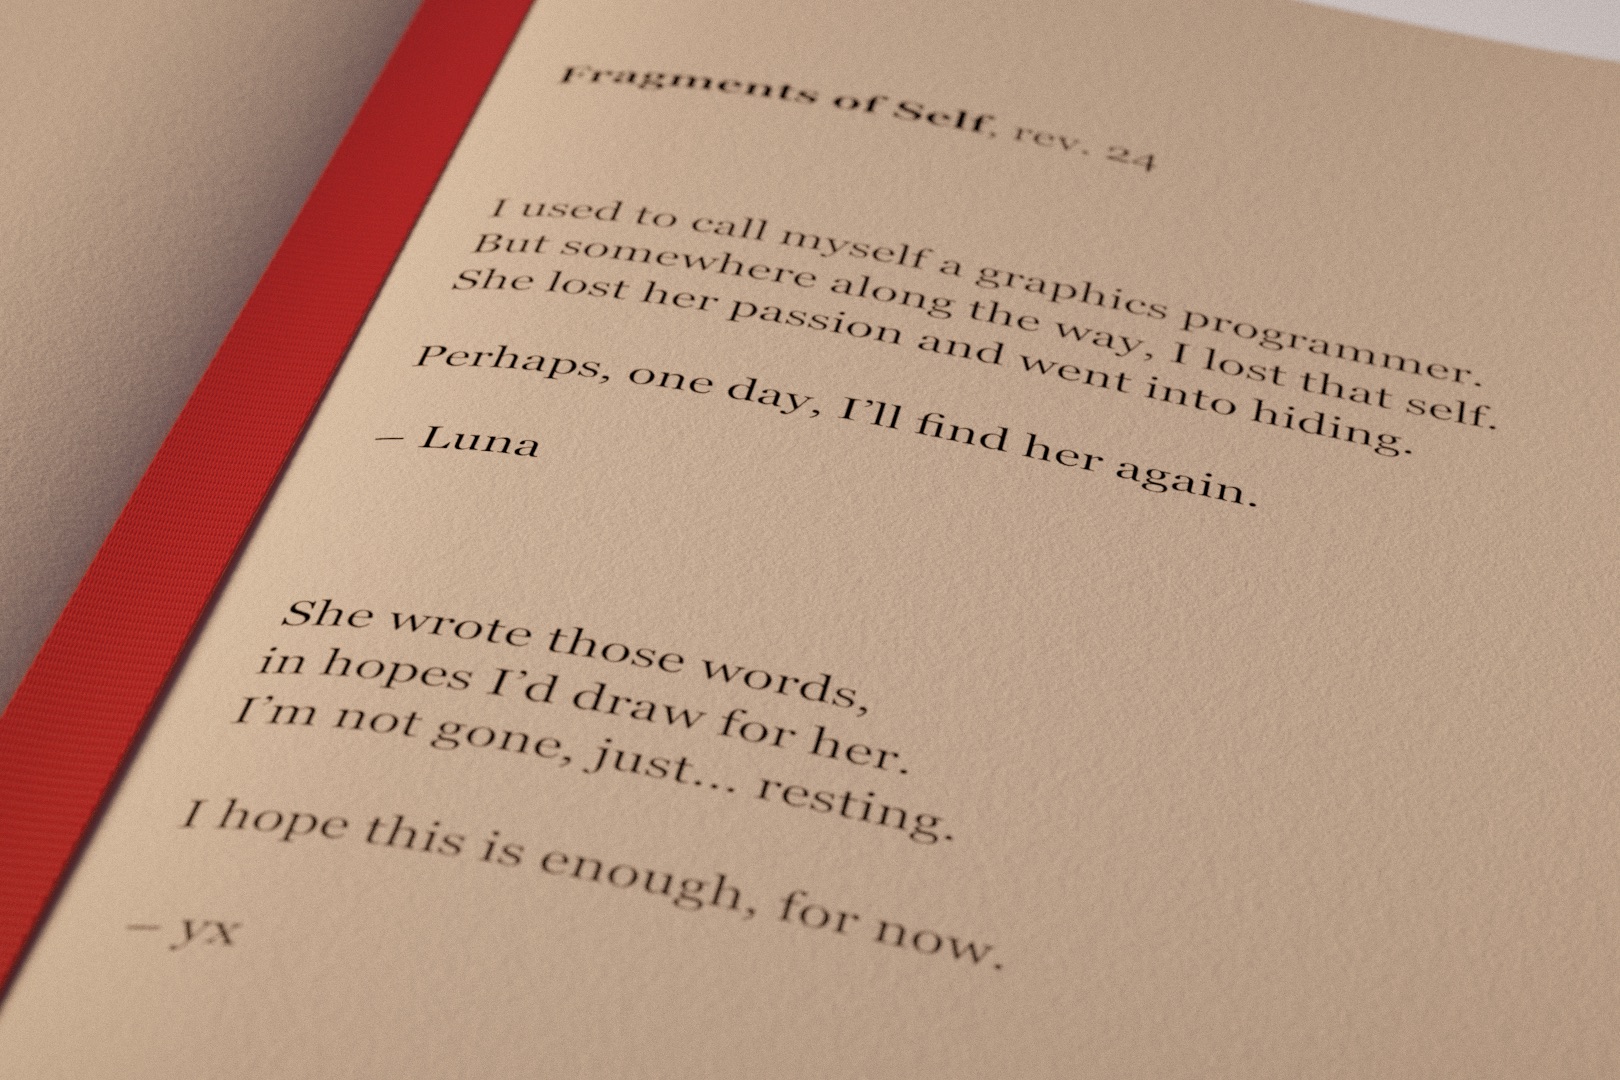 Fragments of Self, rev. 24
I used to call myself a graphics programmer.
But somewhere along the way, I lost that self.
She lost her passion and went into hiding.
Perhaps, one day, I’ll find her again.
– Luna
She wrote those words,
in hopes I’d draw for her.
I’m not gone, just... resting.
I hope this is enough, for now.
– yx